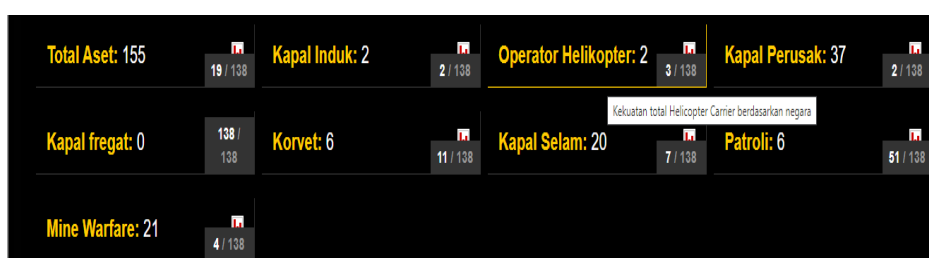 Total Aset: 155
19 / 138
Kapal Induk: 2
2 / 138
Operator Helikopter: 2
3 / 138
Kapal Perusak: 37
2 / 138
Kekuatan total Helicopter Carrier berdasarkan negara
Kapal fregat: 0
138 /
138
Korvet: 6
11 / 138
Kapal Selam: 20
7 / 138
Patroli: 6
51 / 138
Mine Warfare: 21
4 / 138